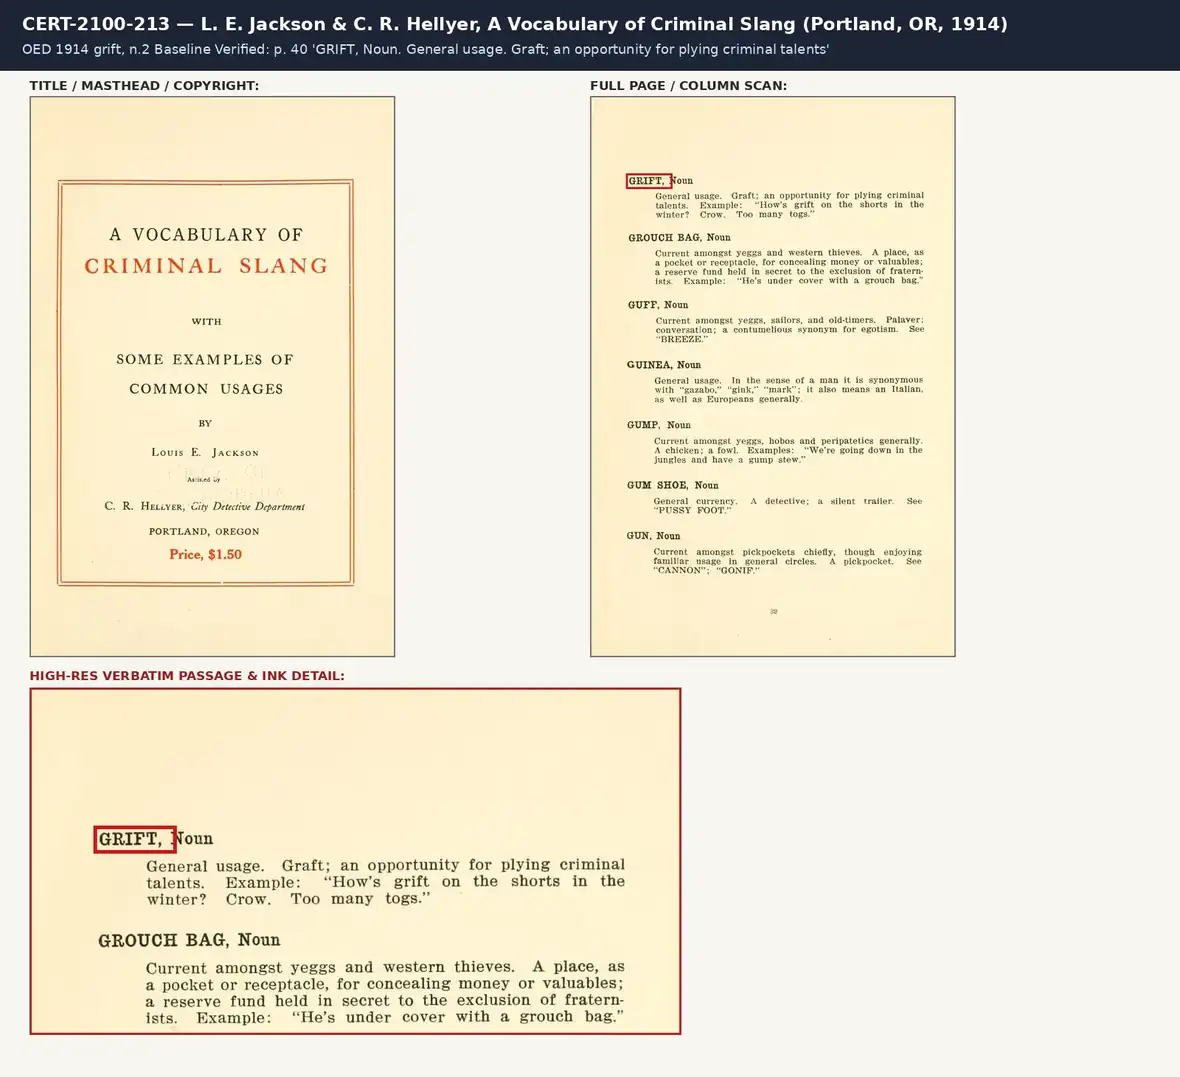 CERT-2100-213 — L. E. Jackson & C. R. Hellyer, A Vocabulary of Criminal Slang (Portland, OR, 1914)
OED 1914 grift, n.2 Baseline Verified: p. 40 'GRIFT, Noun. General usage. Graft; an opportunity for plying criminal talents'
TITLE / MASTHEAD / COPYRIGHT:
A VOCABULARY OF
CRIMINAL SLANG
WITH
SOME EXAMPLES OF
COMMON USAGES
BY
Louis E. Jackson
Assisted by
C. R. Hellyer, City Detective Department
PORTLAND, OREGON
Price, $1.50
FULL PAGE / COLUMN SCAN:
GRIFT, Noun
General usage. Graft; an opportunity for plying criminal
talents. Example: “How's grift on the shorts in the
winter? Crow. Too many togs.”
GROUCH BAG, Noun
Current amongst yeggs and western thieves. A place, as
a pocket or receptacle, for concealing money or valuables;
a reserve fund held in secret to the exclusion of fratern-
ists. Example: “He's under cover with a grouch bag.”
GUFF, Noun
Current amongst yeggs, sailors, and old-timers. Palaver;
conversation; a contumelious synonym for egotism. See
“BREEZE.”
GUINEA, Noun
General usage. In the sense of a man it is synonymous
with “gazabo,” “gink,” “mark”; it also means an Italian,
as well as Europeans generally.
GUMP, Noun
Current amongst yeggs, hobos and peripatetics generally.
A chicken; a fowl. Examples: “We're going down in the
jungles and have a gump stew.”
GUM SHOE, Noun
General currency. A detective; a silent trailer. See
“PUSSY FOOT.”
GUN, Noun
Current amongst pickpockets chiefly, though enjoying
familiar usage in general circles. A pickpocket. See
“CANNON”; “GONIF.”
HIGH-RES VERBATIM PASSAGE & INK DETAIL:
GRIFT, Noun
General usage. Graft; an opportunity for plying criminal
talents. Example: “How's grift on the shorts in the
winter? Crow. Too many togs.”
GROUCH BAG, Noun
Current amongst yeggs and western thieves. A place, as
a pocket or receptacle, for concealing money or valuables;
a reserve fund held in secret to the exclusion of fratern-
ists. Example: “He's under cover with a grouch bag.”